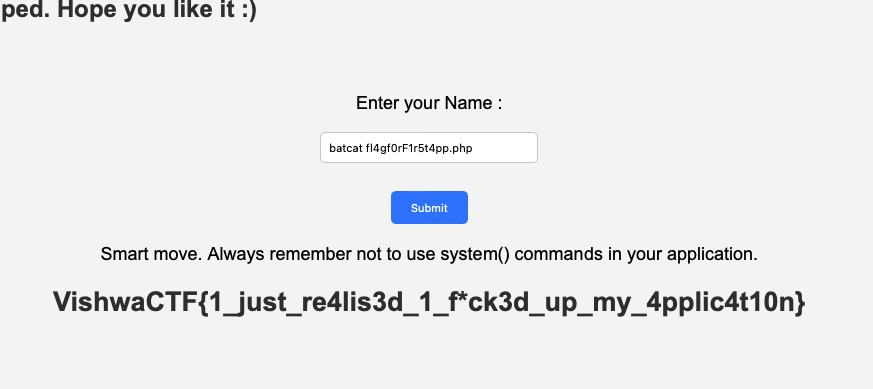 ped. Hope you like it :)
Enter your Name :
batcat fl4gf0rF1r5t4pp.php
Submit
Smart move. Always remember not to use system() commands in your application.
VishwaCTF{1_just_re4lis3d_1_f*ck3d_up_my_4pplic4t10n}